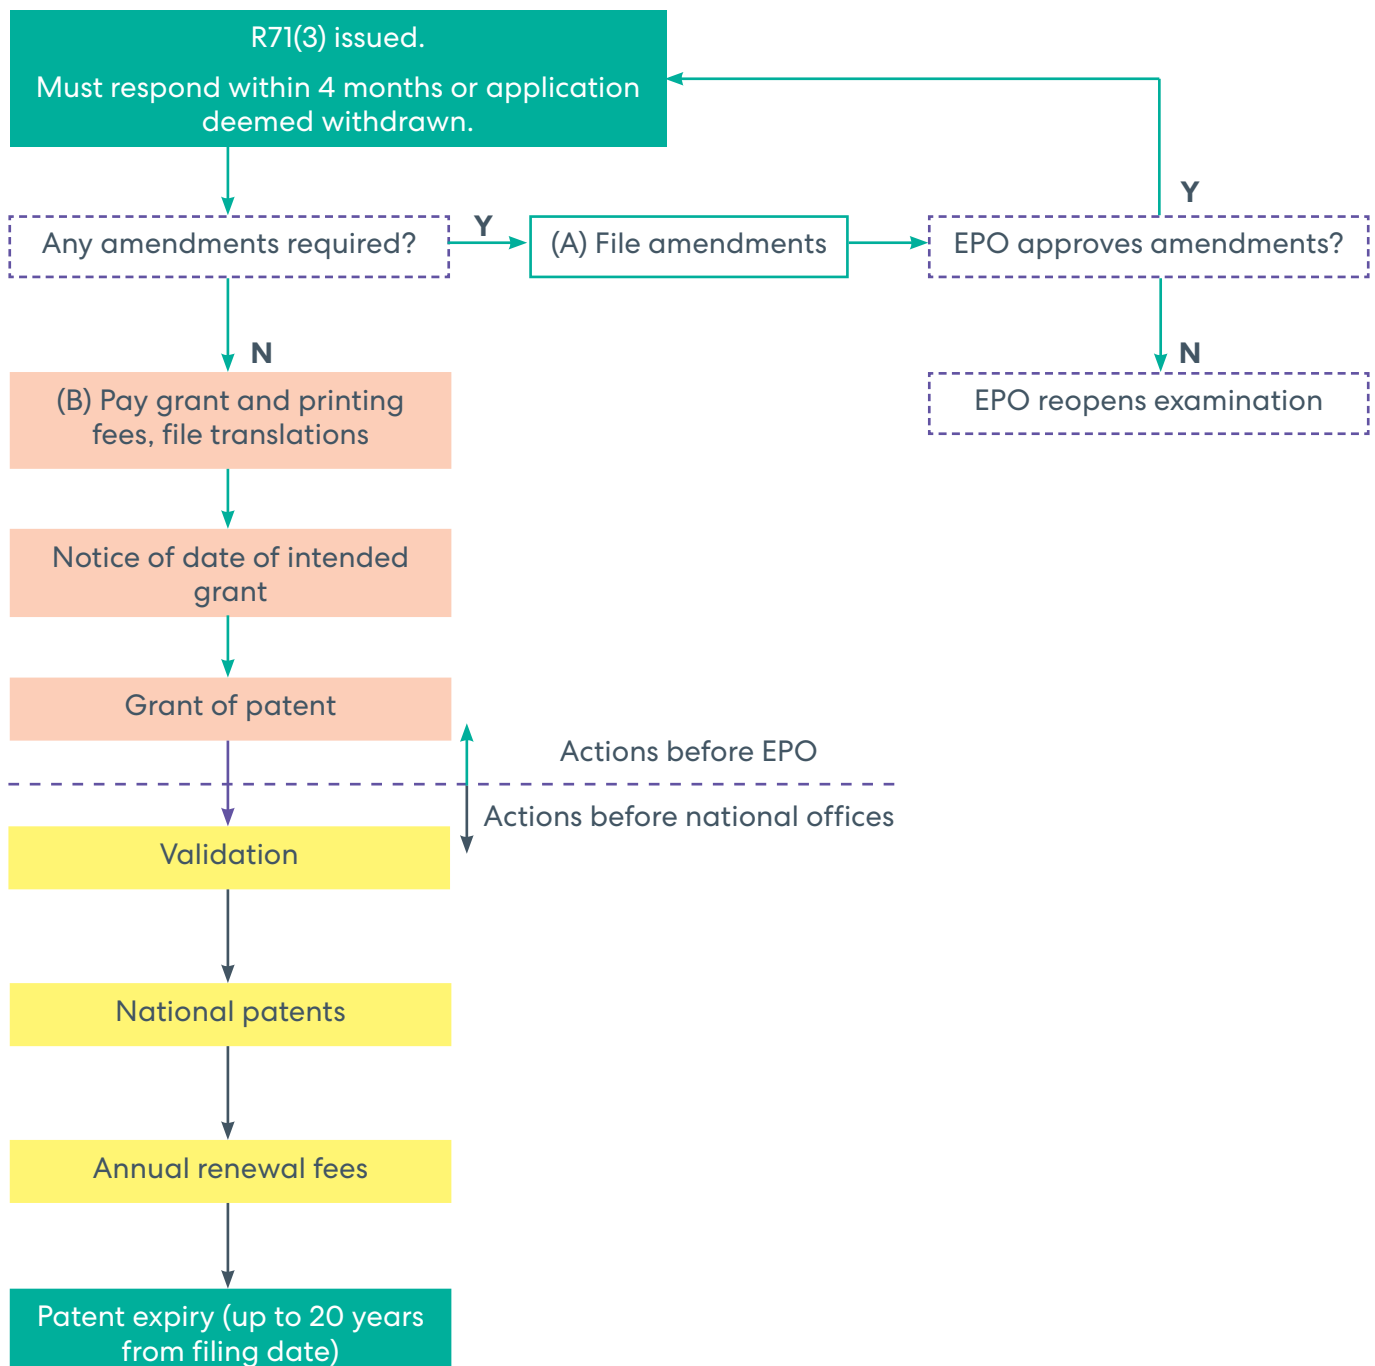 R71(3) issued.
Must respond within 4 months or application
deemed withdrawn.
Y
Any amendments required?
Y
(A) File amendments
EPO approves amendments?
N
N
(B) Pay grant and printing
fees, file translations
EPO reopens examination
Notice of date of intended
grant
Grant of patent
Actions before EPO
Actions before national offices
Validation
National patents
Annual renewal fees
Patent expiry (up to 20 years
from filing date)